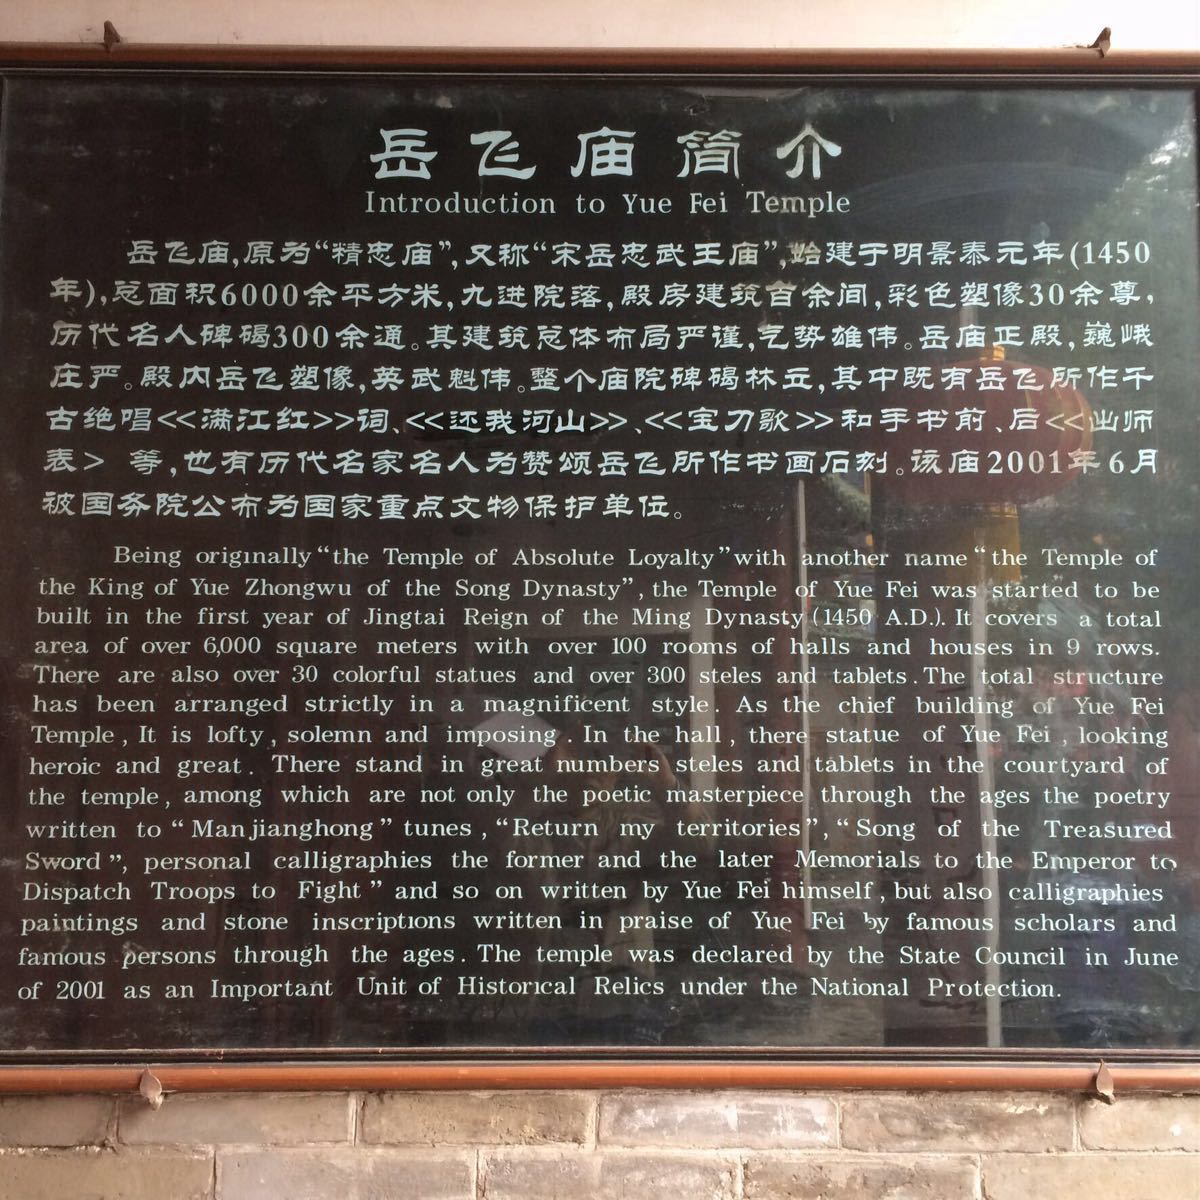 岳飞庙简介
Introduction to Yue Fei Temple
岳飞庙,原为“精忠庙”,又称“宋岳忠武王庙”,始建于明景泰元年(1450
年),总面积6000余平方米,九进院落,殿房建筑百余间,彩色塑像30余尊,
历代名人碑碣300余通。其建筑总体布局严谨,气势雄伟。岳庙正殿,巍峨
庄严。殿内岳飞塑像,英武魁伟。整个庙院碑碣林立,其中既有岳飞所作千
古绝唱<<满江红>>词、<<还我河山>>、<<宝刀歌>>和手书前、后<<出师
表> 等,也有历代名家名人为赞颂岳飞所作书画石刻。该庙2001年6月
被国务院公布为国家重点文物保护单位。
Being originally “the Temple of Absolute Loyalty” with another name “the Temple of
the King of Yue Zhongwu of the Song Dynasty”, the Temple of Yue Fei was started to be
built in the first year of Jingtai Reign of the Ming Dynasty (1450 A.D.). It covers a total
area of over 6,000 square meters with over 100 rooms of halls and houses in 9 rows.
There are also over 30 colorful statues and over 300 steles and tablets. The total structure
has been arranged strictly in a magnificent style. As the chief building of Yue Fei
Temple, It is lofty, solemn and imposing. In the hall, there statue of Yue Fei, looking
heroic and great. There stand in great numbers steles and tablets in the courtyard of
the temple, among which are not only the poetic masterpiece through the ages the poetry
written to “Manjianghong” tunes, “Return my territories”, “Song of the Treasured
Sword”, personal calligraphies the former and the later Memorials to the Emperor to
Dispatch Troops to Fight” and so on written by Yue Fei himself, but also calligraphies
paintings and stone inscriptions written in praise of Yue Fei by famous scholars and
famous persons through the ages. The temple was declared by the State Council in June
of 2001 as an Important Unit of Historical Relics under the National Protection.